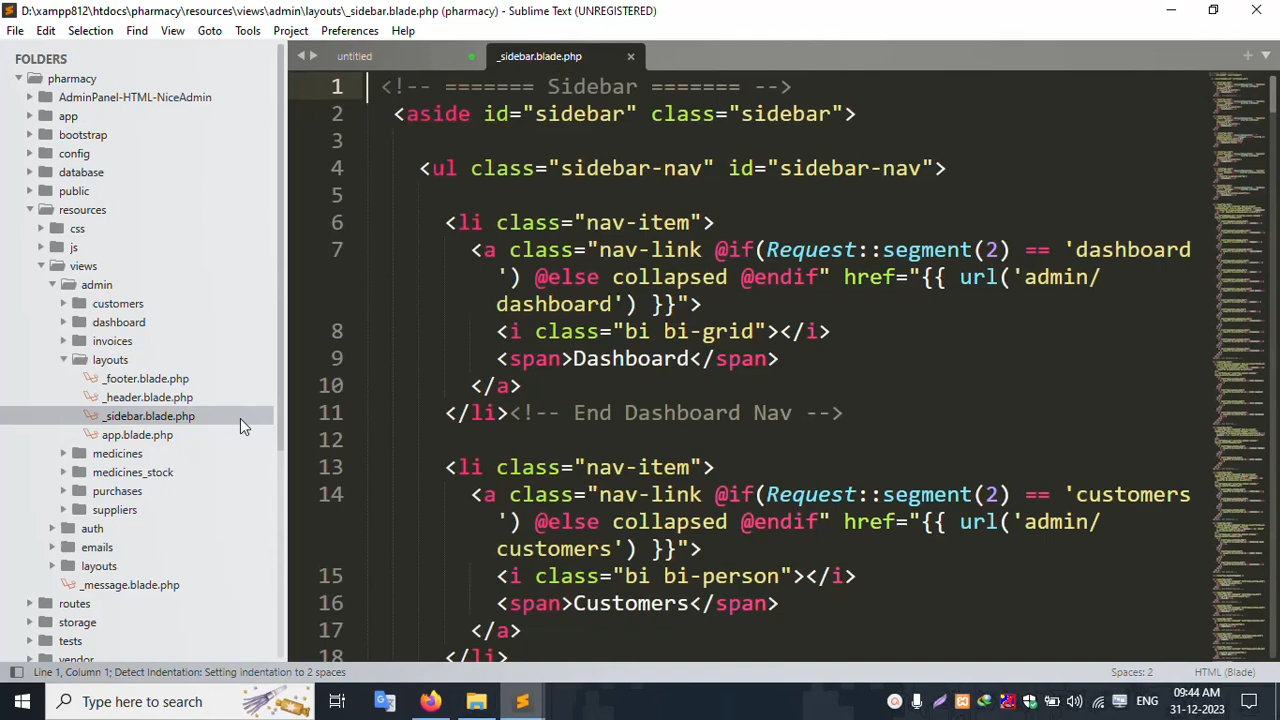 D:\xampp812\htdocs\pharmacy\resources\views\admin\layouts\_sidebar.blade.php (pharmacy) - Sublime Text (UNREGISTERED)
File Edit Selection Find View Goto Tools Project Preferences Help
FOLDERS
pharmacy
AdminPanel-HTML-NiceAdmin
app
bootstrap
config
database
public
resources
css
js
views
admin
customers
dashboard
invoices
layouts
_footer.blade.php
_header.blade.php
_sidebar.blade.php
app.blade.php
medicines
medicines_stock
purchases
suppliers
auth
emails
layouts
_message.blade.php
routes
storage
tests
vendor
untitled
_sidebar.blade.php
1 <!-- ======= Sidebar ======= -->
2 <aside id="sidebar" class="sidebar">
3
4 <ul class="sidebar-nav" id="sidebar-nav">
5
6 <li class="nav-item">
7 <a class="nav-link @if(Request::segment(2) == 'dashboard
') @else collapsed @endif" href="{{ url('admin/
dashboard') }}">
8 <i class="bi bi-grid"></i>
9 <span>Dashboard</span>
10 </a>
11 </li><!-- End Dashboard Nav -->
12
13 <li class="nav-item">
14 <a class="nav-link @if(Request::segment(2) == 'customers
') @else collapsed @endif" href="{{ url('admin/
customers') }}">
15 <i class="bi bi-person"></i>
16 <span>Customers</span>
17 </a>
18 </li>
Line 1, Column 1; Detect Indentation: Setting indentation to 2 spaces
Spaces: 2
HTML (Blade)
Type here to search
ENG
09:44 AM
31-12-2023